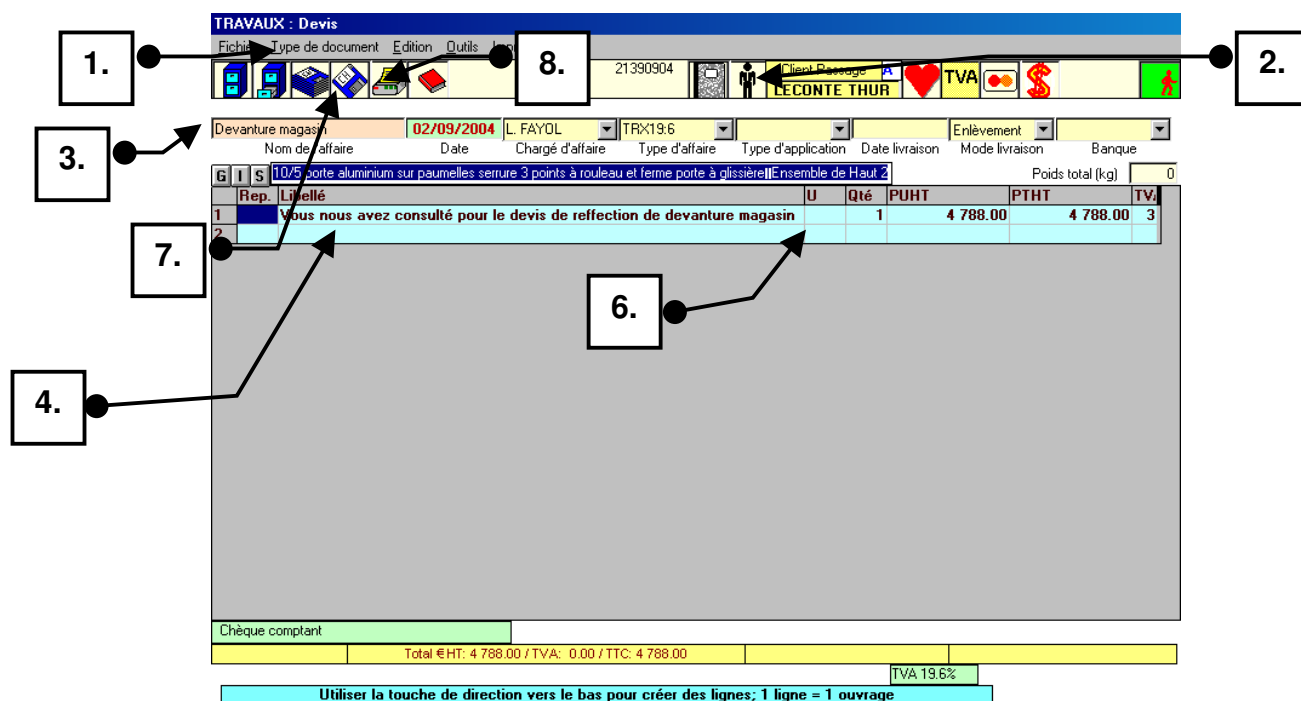 TRAVAUX : Devis
Type de document Edition Outils
1.
8.
2.
21390904
Client Passage A
LECONTE THUR
TVA
3.
Devanture magasin 02/09/2004 L. FAYOL TRX19:6 Enlèvement
Nom de l'affaire Date Chargé d'affaire Type d'affaire Type d'application Date livraison Mode livraison Banque
G I S 10/5 porte aluminium sur paumelles serrure 3 points à rouleau et ferme porte à glissière||Ensemble de Haut 2 Poids total (kg) 0
Rep. Libellé U Qté PUHT PTHT TV
1 Vous nous avez consulté pour le devis de reffection de devanture magasin 1 4 788.00 4 788.00 3
2
7.
6.
4.
Chèque comptant
Total € HT: 4 788.00 / TVA: 0.00 / TTC: 4 788.00
TVA 19.6%
Utiliser la touche de direction vers le bas pour créer des lignes; 1 ligne = 1 ouvrage